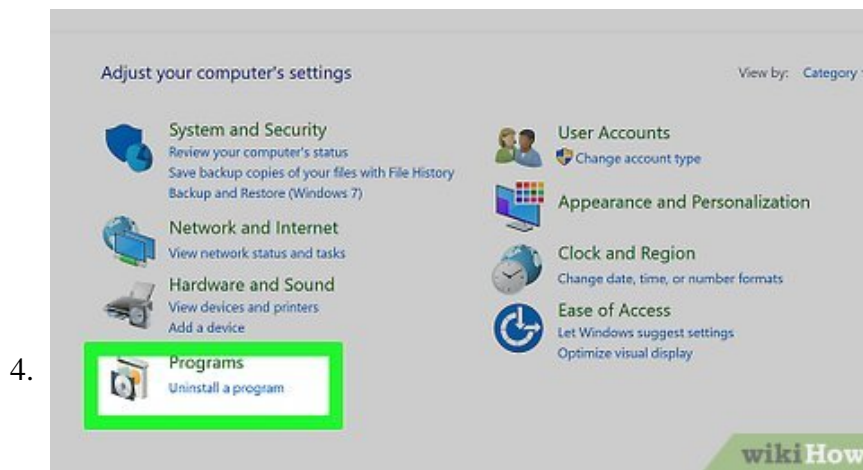 Adjust your computer's settings
View by: Category
System and Security
Review your computer's status
Save backup copies of your files with File History
Backup and Restore (Windows 7)
Network and Internet
View network status and tasks
Hardware and Sound
View devices and printers
Add a device
4.
Programs
Uninstall a program
User Accounts
Change account type
Appearance and Personalization
Clock and Region
Change date, time, or number formats
Ease of Access
Let Windows suggest settings
Optimize visual display
wikiHow